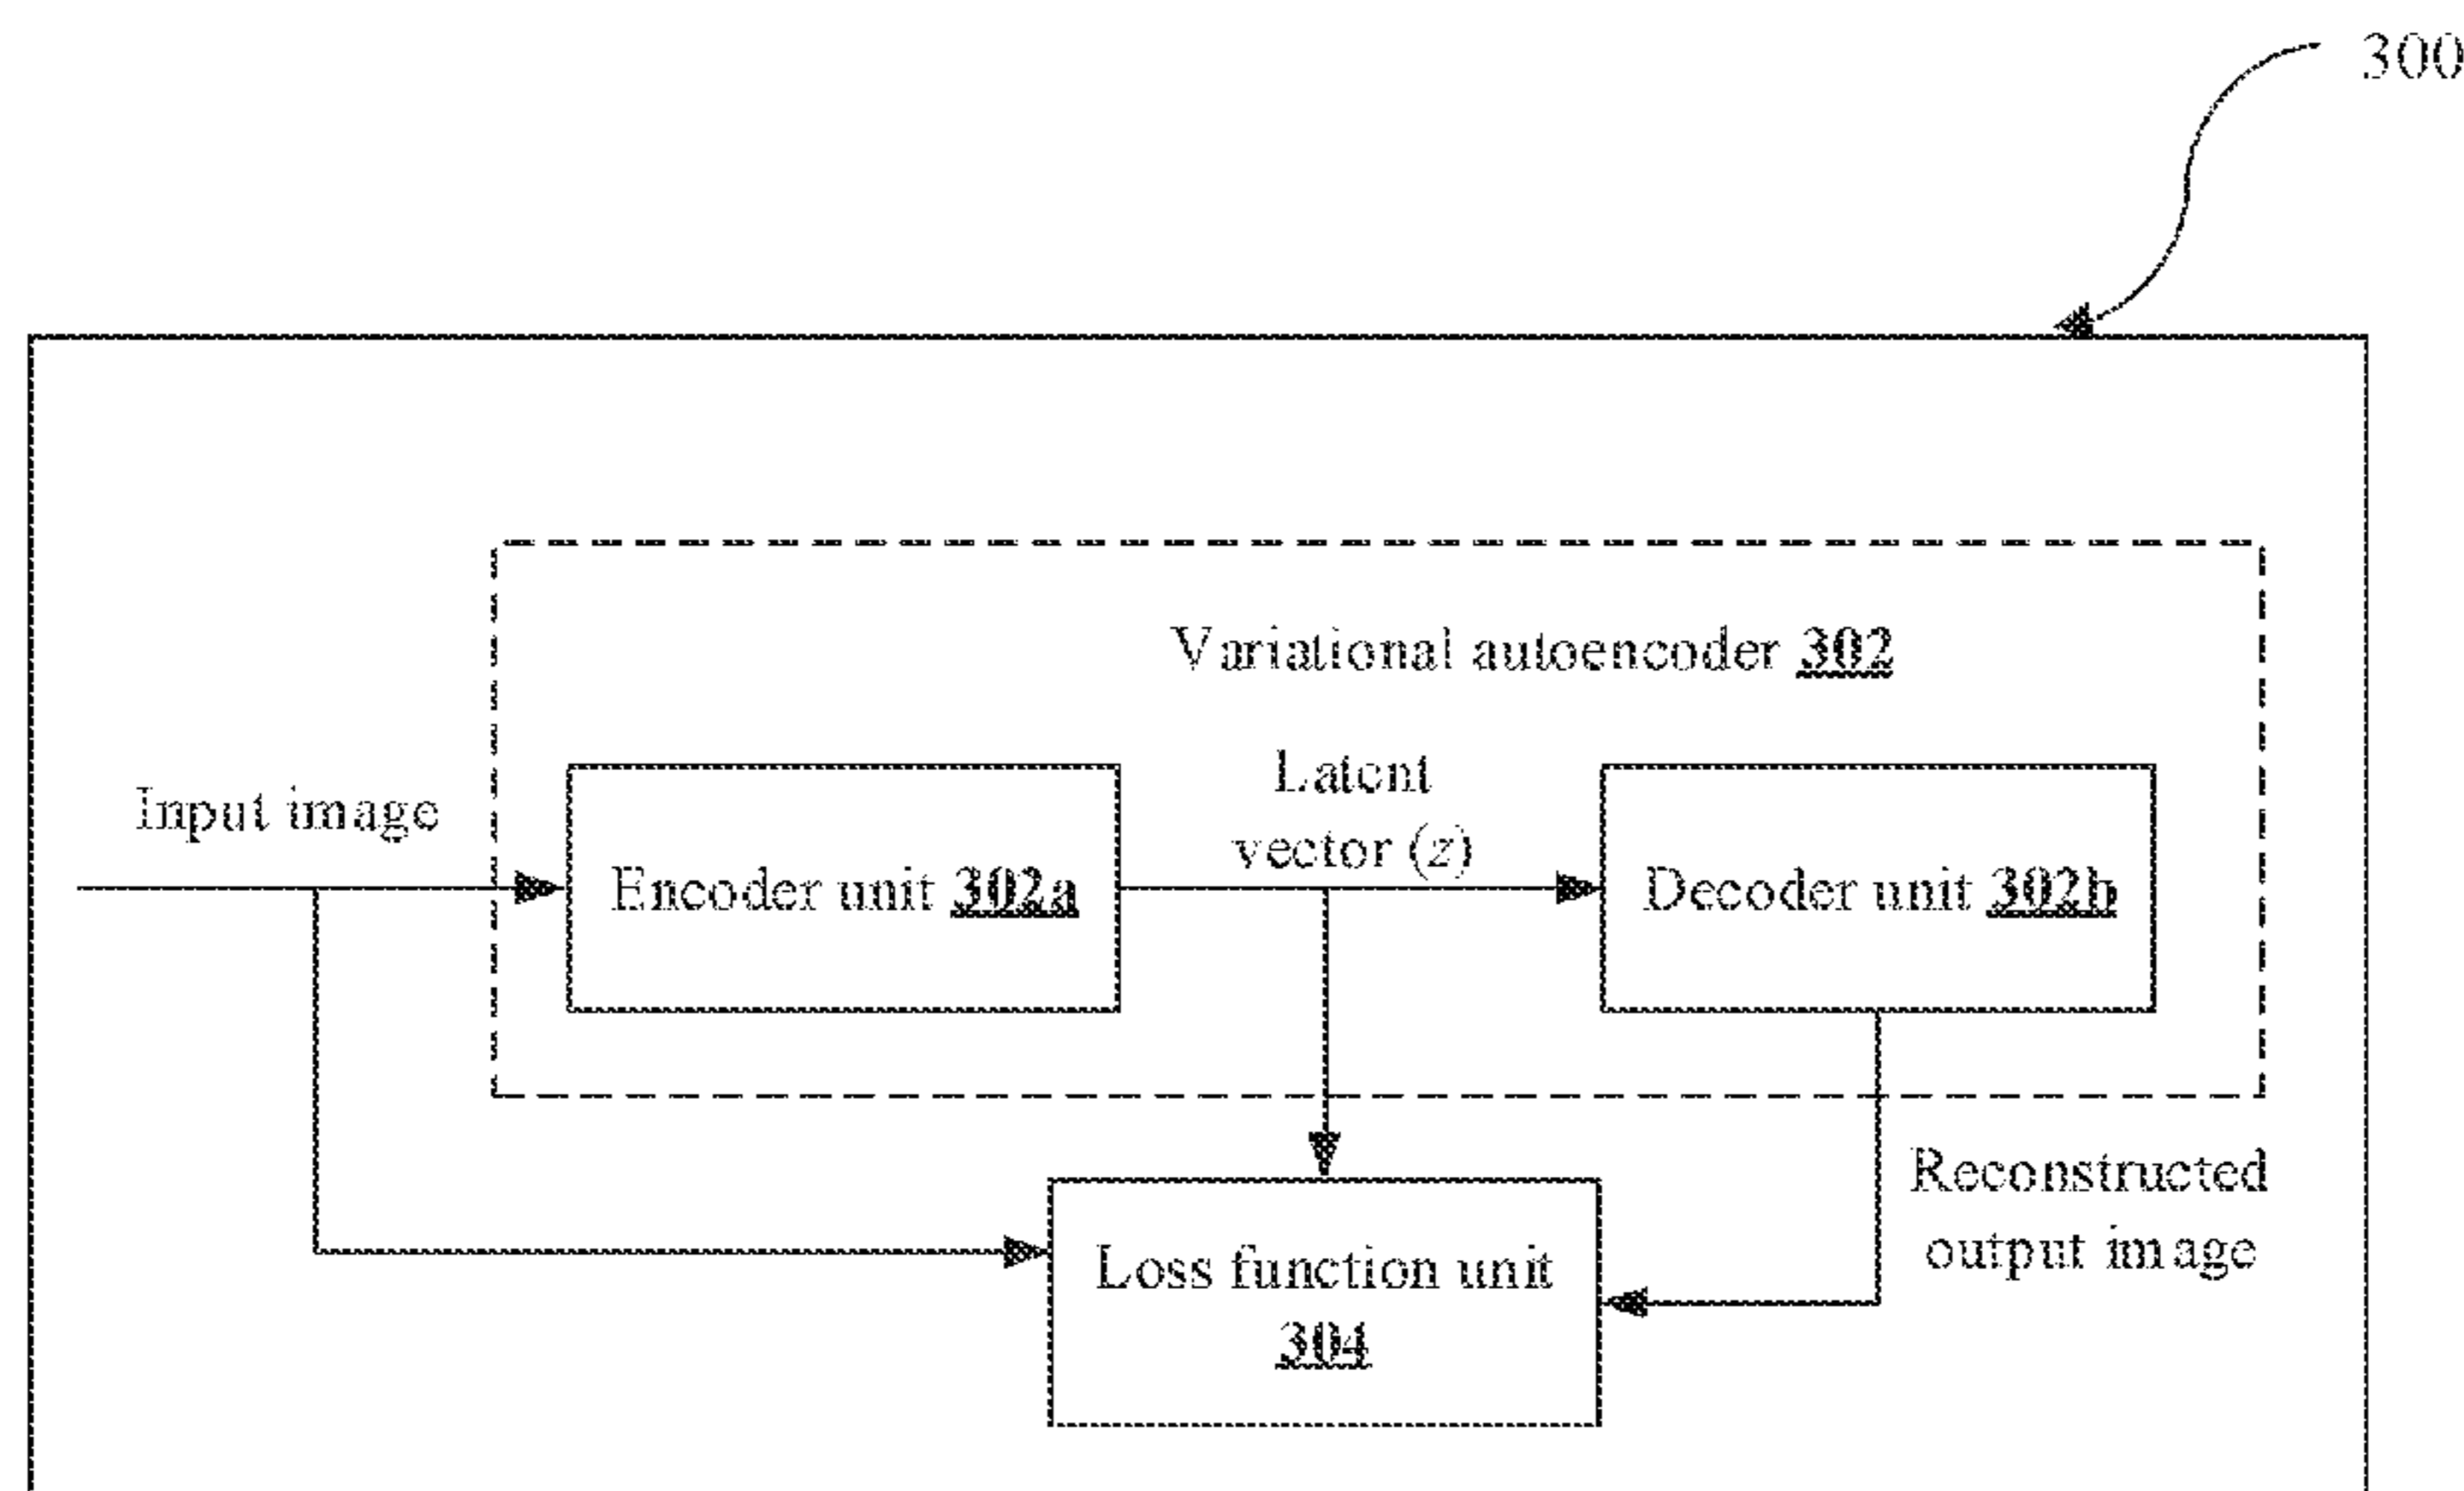 300
Variational autoencoder 302
Input image
Latent
vector (z)
Encoder unit 302a
Decoder unit 302b
Reconstructed
output image
Loss function unit
304